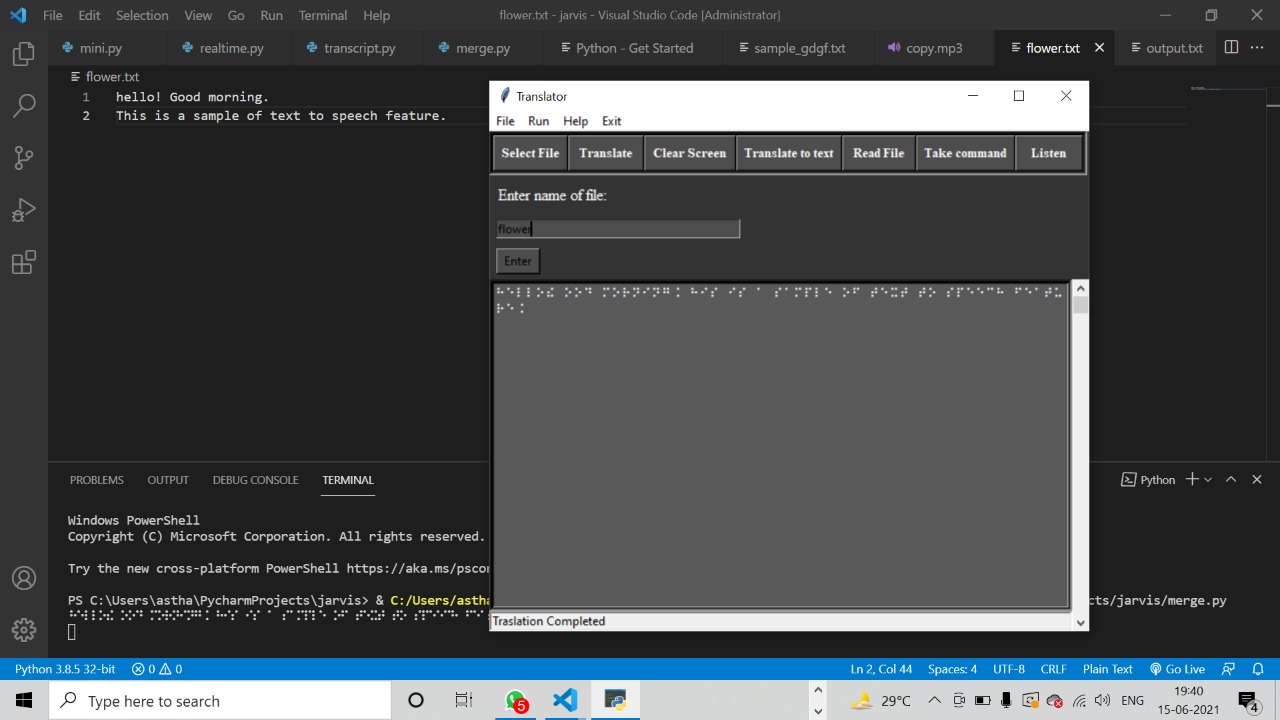 File Edit Selection View Go Run Terminal Help
flower.txt - jarvis - Visual Studio Code [Administrator]
mini.py
realtime.py
transcript.py
merge.py
Python - Get Started
sample_gdgf.txt
copy.mp3
flower.txt
output.txt
flower.txt
1 hello! Good morning.
2 This is a sample of text to speech feature.
Translator
File Run Help Exit
Select File Translate Clear Screen Translate to text Read File Take command Listen
Enter name of file:
flower
Enter
⠓⠑⠇⠇⠕⠮ ⠕⠕⠙ ⠍⠕⠗⠝⠊⠝⠛⠨ ⠓⠊⠎ ⠊⠎ ⠁ ⠎⠁⠍⠏⠇⠑ ⠕⠋ ⠞⠑⠭⠞ ⠞⠕ ⠎⠏⠑⠑⠉⠓ ⠋⠑⠁⠞⠥
⠗⠑⠨
Traslation Completed
PROBLEMS OUTPUT DEBUG CONSOLE TERMINAL
Python
Windows PowerShell
Copyright (C) Microsoft Corporation. All rights reserved.
Try the new cross-platform PowerShell https://aka.ms/pscor
PS C:\Users\astha\PycharmProjects\jarvis> & C:/Users/astha
cts/jarvis/merge.py
Python 3.8.5 32-bit
0 0
Ln 2, Col 44 Spaces: 4 UTF-8 CRLF Plain Text Go Live
Type here to search
5
29°C
ENG
19:40
15-06-2021
4